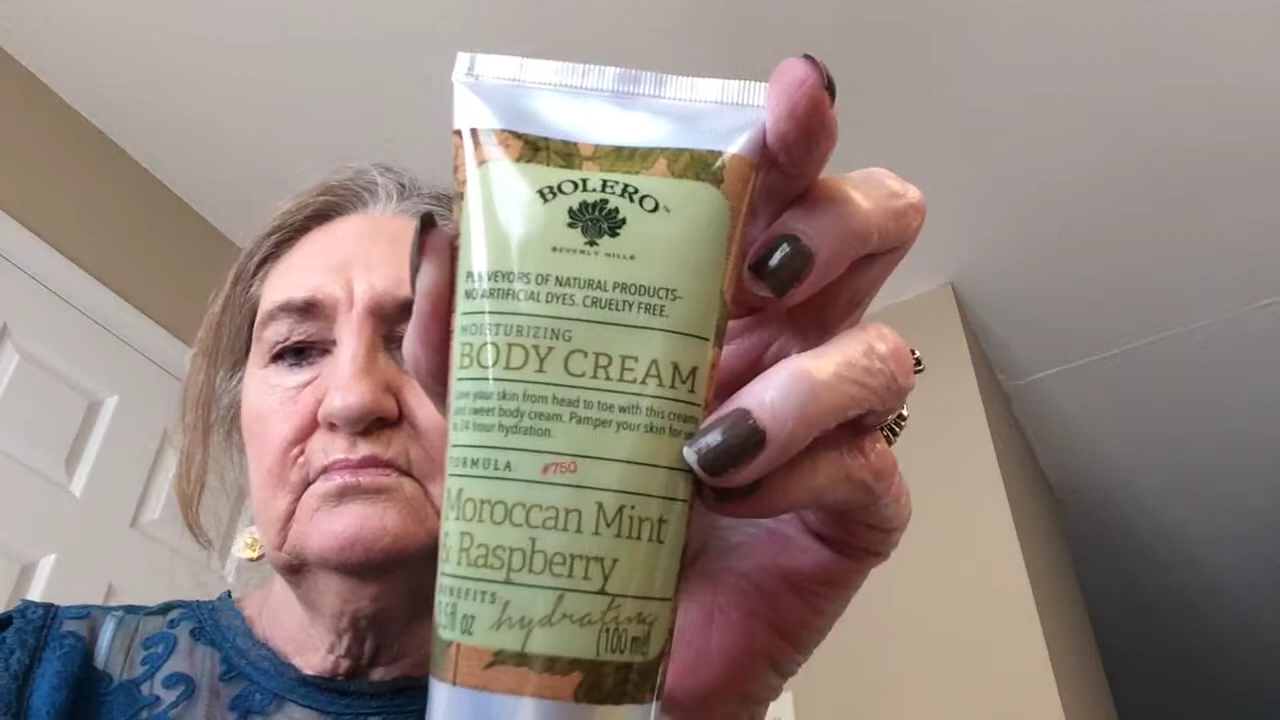 BOLERO™
BEVERLY HILLS
PURVEYORS OF NATURAL PRODUCTS–
NO ARTIFICIAL DYES. CRUELTY FREE.
MOISTURIZING
BODY CREAM
your skin from head to toe with this creamy
and sweet body cream. Pamper your skin for
24 hour hydration.
FORMULA: #750
Moroccan Mint
& Raspberry
BENEFITS
hydrating
oz (100 ml)